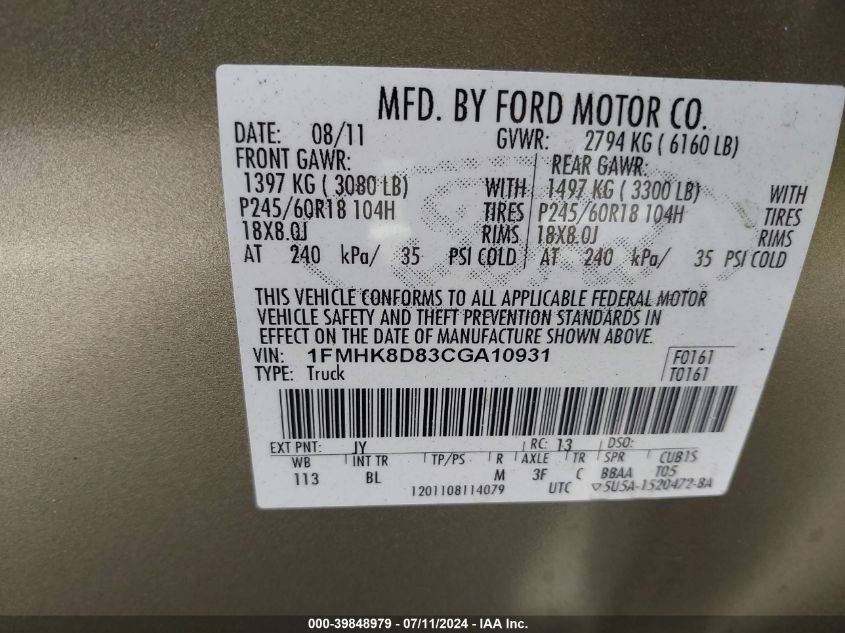 MFD. BY FORD MOTOR CO.
DATE: 08/11 GVWR: 2794 KG ( 6160 LB)
FRONT GAWR: REAR GAWR:
1397 KG ( 3080 LB) WITH 1497 KG ( 3300 LB) WITH
P245/60R18 104H TIRES P245/60R18 104H TIRES
18X8.0J RIMS 18X8.0J RIMS
AT 240 kPa/ 35 PSI COLD AT 240 kPa/ 35 PSI COLD
THIS VEHICLE CONFORMS TO ALL APPLICABLE FEDERAL MOTOR
VEHICLE SAFETY AND THEFT PREVENTION STANDARDS IN
EFFECT ON THE DATE OF MANUFACTURE SHOWN ABOVE.
VIN: 1FMHK8D83CGA10931 F0161
TYPE: Truck T0161
EXT PNT: JY RC: 13 DSO:
WB INT TR TP/PS R AXLE TR SPR CUB1S
113 BL M 3F C BBAA T05
1201108114079 UTC ▽5U5A-1520472-BA
000-39848979 - 07/11/2024 - IAA Inc.